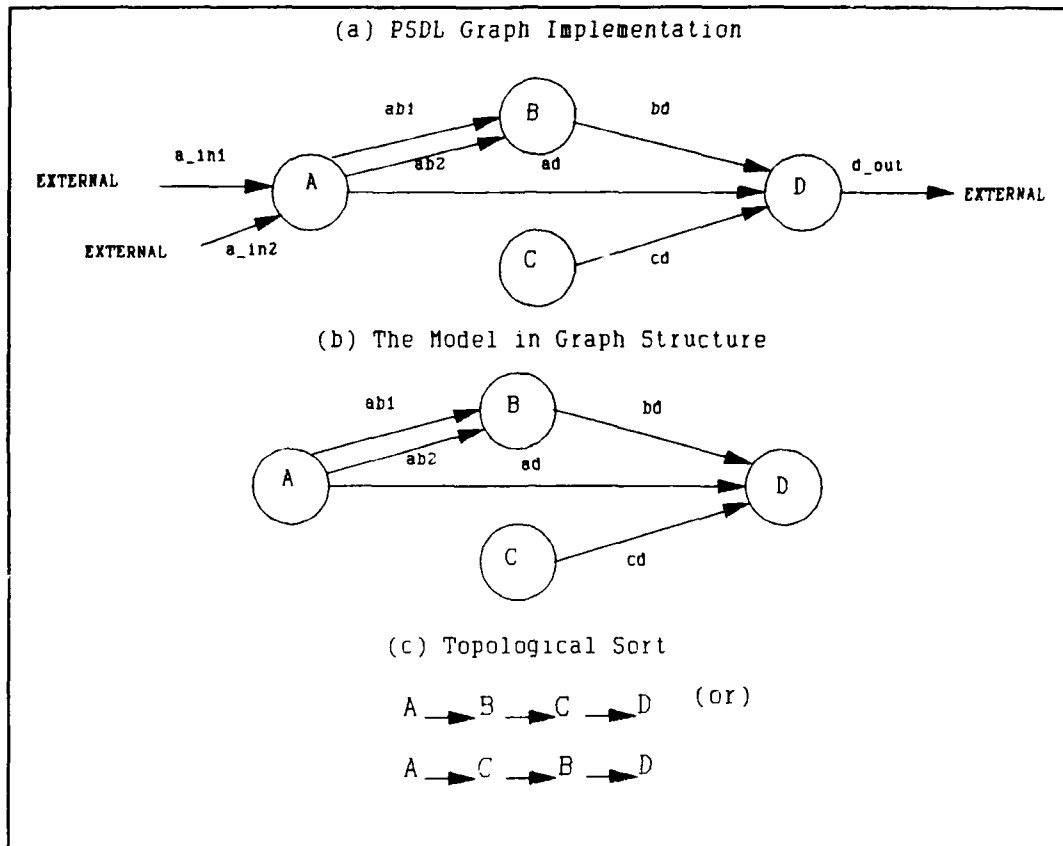 (a) PSDL Graph Implementation
ab1
B
bd
a_in1
ab2
ad
d_out
EXTERNAL
A
D
EXTERNAL
EXTERNAL
a_in2
C
cd
(b) The Model in Graph Structure
ab1
B
bd
ab2
ad
A
D
C
cd
(c) Topological Sort
A B C D (or)
A C B D